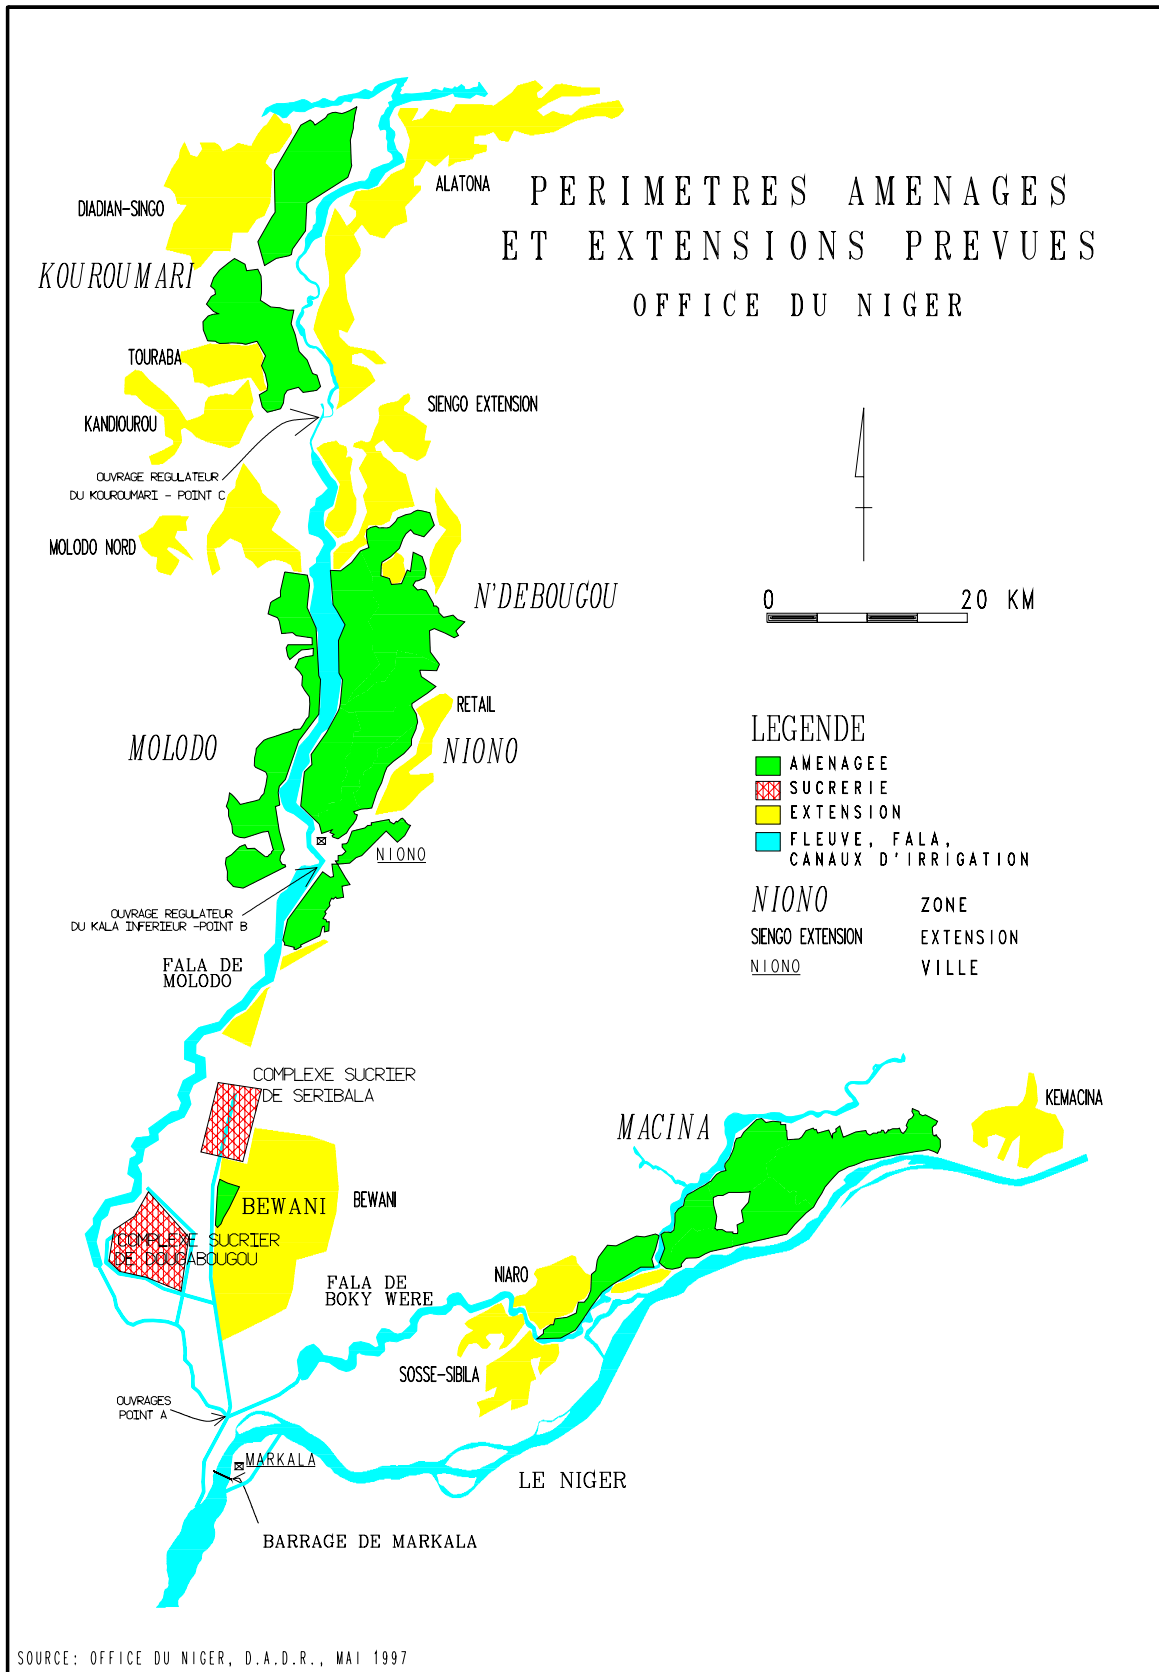 PERIMETRES AMENAGES
ET EXTENSIONS PREVUES
OFFICE DU NIGER
ALATONA
DIADIAN-SINGO
KOUROUMARI
TOURABA
KANDIOUROU
SIENGO EXTENSION
OUVRAGE REGULATEUR
DU KOUROUMARI - POINT C
MOLODO NORD
N'DEBOUGOU
0 20 KM
RETAIL
MOLODO
NIONO
NIONO
OUVRAGE REGULATEUR
DU KALA INFERIEUR -POINT B
FALA DE
MOLODO
LEGENDE
AMENAGEE
SUCRERIE
EXTENSION
FLEUVE, FALA,
CANAUX D'IRRIGATION
NIONO ZONE
SIENGO EXTENSION EXTENSION
NIONO VILLE
COMPLEXE SUCRIER
DE SERIBALA
MACINA
KEMACINA
BEWANI
BEWANI
COMPLEXE SUCRIER
DE DOUGABOUGOU
FALA DE
BOKY WERE
NIARO
SOSSE-SIBILA
OUVRAGES
POINT A
MARKALA
LE NIGER
BARRAGE DE MARKALA
SOURCE: OFFICE DU NIGER, D.A.D.R., MAI 1997